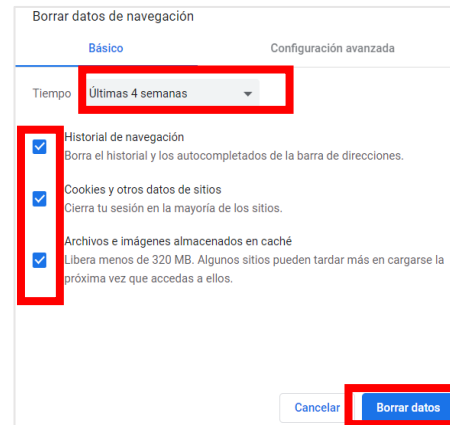 Borrar datos de navegación
Básico
Configuración avanzada
Tiempo
Últimas 4 semanas
Historial de navegación
Borra el historial y los autocompletados de la barra de direcciones.
Cookies y otros datos de sitios
Cierra tu sesión en la mayoría de los sitios.
Archivos e imágenes almacenados en caché
Libera menos de 320 MB. Algunos sitios pueden tardar más en cargarse la
próxima vez que accedas a ellos.
Cancelar
Borrar datos